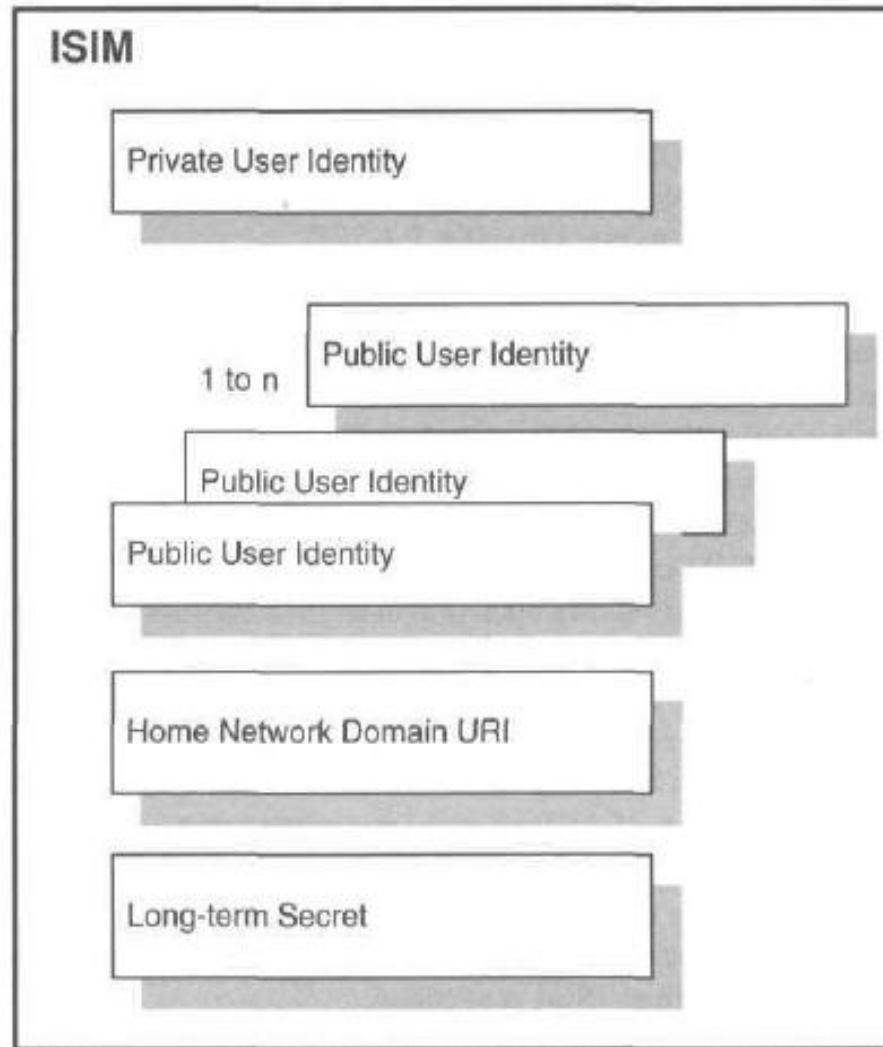 ISIM
Private User Identity
Public User Identity
1 to n
Public User Identity
Public User Identity
Home Network Domain URI
Long-term Secret